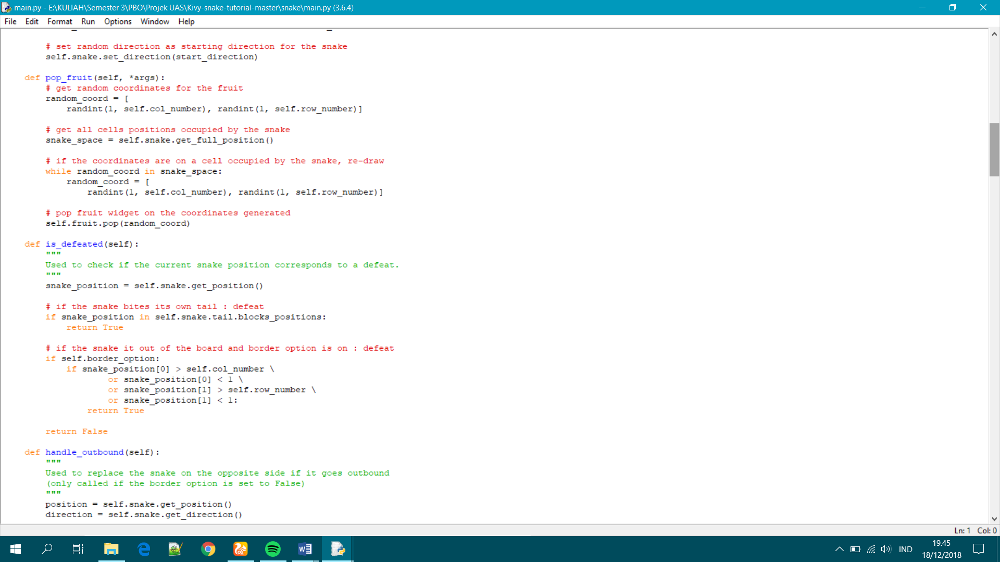 main.py - E:\KULIAH\Semester 3\PBO\Projek UAS\Kivy-snake-tutorial-master\snake\main.py (3.6.4)
File Edit Format Run Options Window Help
# set random direction as starting direction for the snake
self.snake.set_direction(start_direction)
def pop_fruit(self, *args):
# get random coordinates for the fruit
random_coord = [
randint(1, self.col_number), randint(1, self.row_number)]
# get all cells positions occupied by the snake
snake_space = self.snake.get_full_position()
# if the coordinates are on a cell occupied by the snake, re-draw
while random_coord in snake_space:
random_coord = [
randint(1, self.col_number), randint(1, self.row_number)]
# pop fruit widget on the coordinates generated
self.fruit.pop(random_coord)
def is_defeated(self):
"""
Used to check if the current snake position corresponds to a defeat.
"""
snake_position = self.snake.get_position()
# if the snake bites its own tail : defeat
if snake_position in self.snake.tail.blocks_positions:
return True
# if the snake it out of the board and border option is on : defeat
if self.border_option:
if snake_position[0] > self.col_number \
or snake_position[0] < 1 \
or snake_position[1] > self.row_number \
or snake_position[1] < 1:
return True
return False
def handle_outbound(self):
"""
Used to replace the snake on the opposite side if it goes outbound
(only called if the border option is set to False)
"""
position = self.snake.get_position()
direction = self.snake.get_direction()
Ln: 1 Col: 0
IND
19.45
18/12/2018